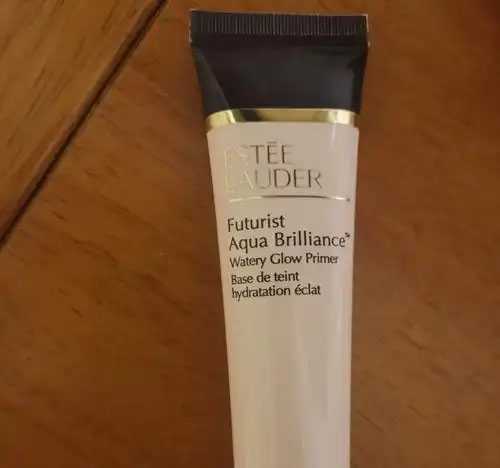 ESTĒE
LAUDER
Futurist
Aqua Brilliance™
Watery Glow Primer
Base de teint
hydratation éclat